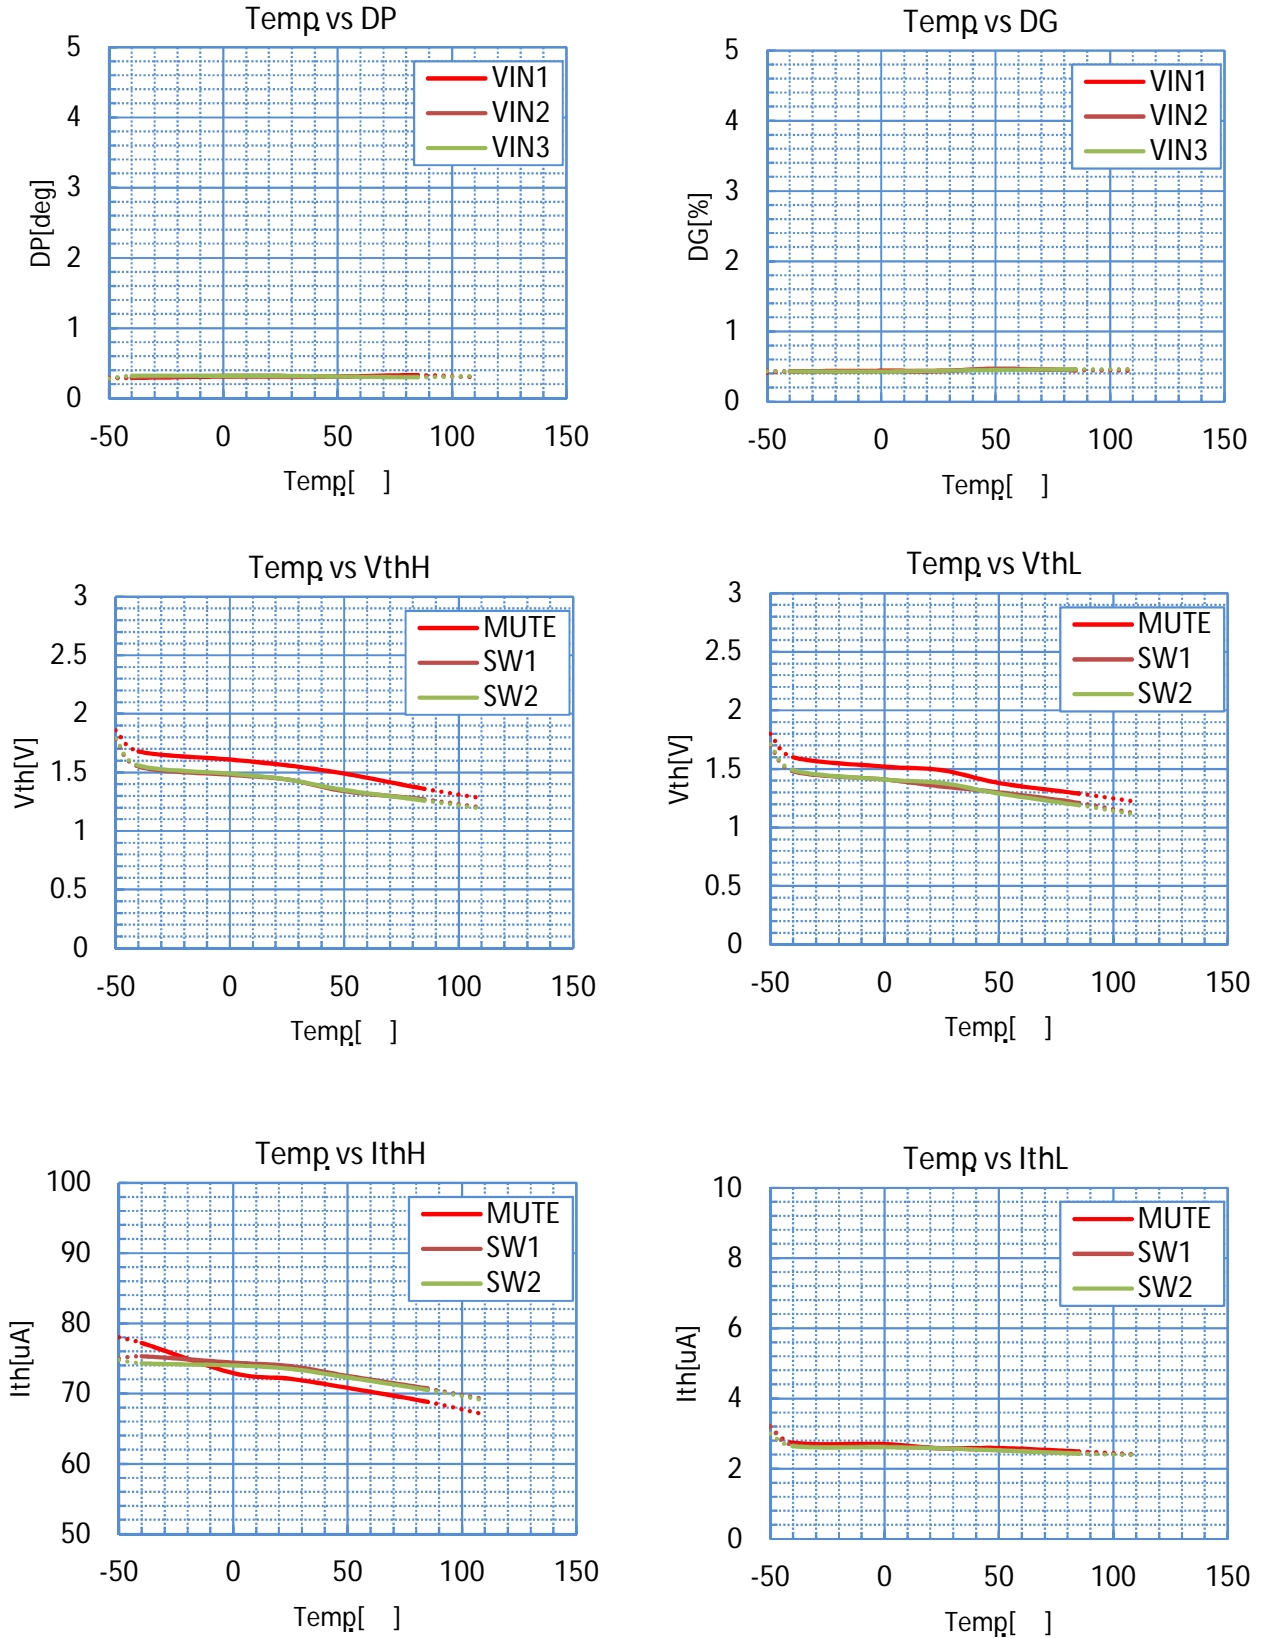 Temp. vs DP
5
4
3
2
1
0
-50 0 50 100 150
DP[deg]
Temp.[ ]
VIN1
VIN2
VIN3
Temp. vs DG
5
4
3
2
1
0
-50 0 50 100 150
DG[%]
Temp.[ ]
VIN1
VIN2
VIN3
Temp. vs VthH
3
2.5
2
1.5
1
0.5
0
-50 0 50 100 150
Vth[V]
Temp.[ ]
MUTE
SW1
SW2
Temp. vs VthL
3
2.5
2
1.5
1
0.5
0
-50 0 50 100 150
Vth[V]
Temp.[ ]
MUTE
SW1
SW2
Temp. vs IthH
100
90
80
70
60
50
-50 0 50 100 150
Ith[uA]
Temp.[ ]
MUTE
SW1
SW2
Temp. vs IthL
10
8
6
4
2
0
-50 0 50 100 150
Ith[uA]
Temp.[ ]
MUTE
SW1
SW2